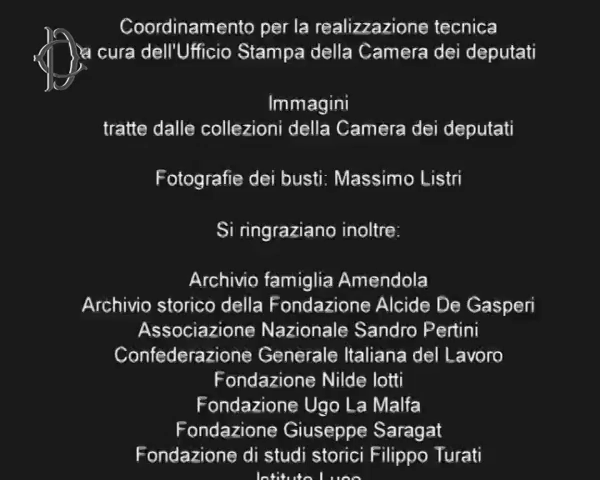 Coordinamento per la realizzazione tecnica
a cura dell'Ufficio Stampa della Camera dei deputati
Immagini
tratte dalle collezioni della Camera dei deputati
Fotografie dei busti: Massimo Listri
Si ringraziano inoltre:
Archivio famiglia Amendola
Archivio storico della Fondazione Alcide De Gasperi
Associazione Nazionale Sandro Pertini
Confederazione Generale Italiana del Lavoro
Fondazione Nilde Iotti
Fondazione Ugo La Malfa
Fondazione Giuseppe Saragat
Fondazione di studi storici Filippo Turati
Istituto Luce